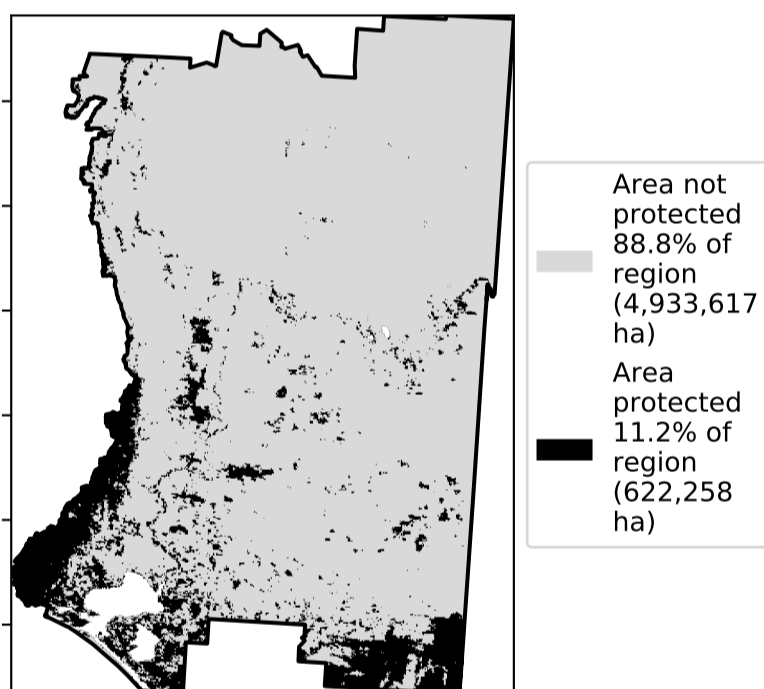 Area not
protected
88.8% of
region
(4,933,617
ha)
Area
protected
11.2% of
region
(622,258
ha)